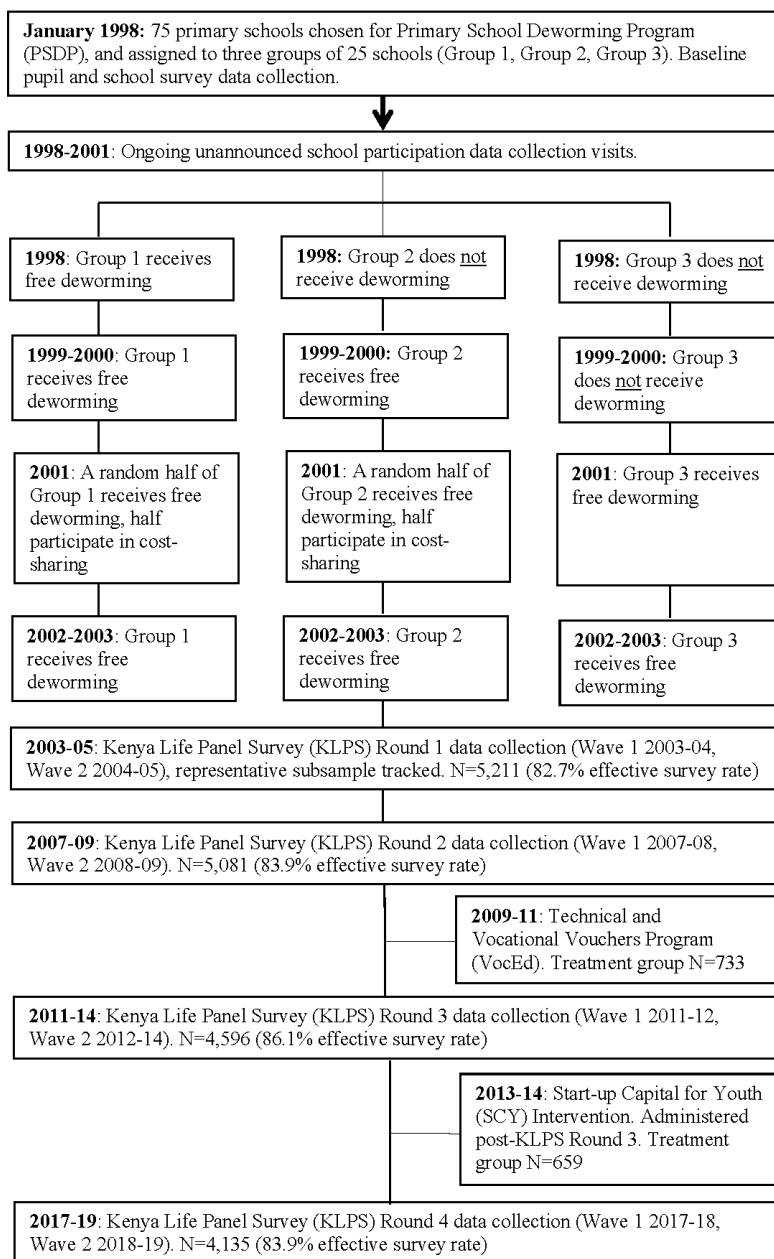 January 1998: 75 primary schools chosen for Primary School Deworming Program
(PSDP), and assigned to three groups of 25 schools (Group 1, Group 2, Group 3). Baseline
pupil and school survey data collection.
1998-2001: Ongoing unannounced school participation data collection visits.
1998: Group 1 receives
free deworming
1998: Group 2 does not
receive deworming
1998: Group 3 does not
receive deworming
1999-2000: Group 1
receives free
deworming
1999-2000: Group 2
receives free
deworming
1999-2000: Group 3
does not receive
deworming
2001: A random half of
Group 1 receives free
deworming, half
participate in cost-
sharing
2001: A random half of
Group 2 receives free
deworming, half
participate in cost-
sharing
2001: Group 3 receives
free deworming
2002-2003: Group 1
receives free
deworming
2002-2003: Group 2
receives free
deworming
2002-2003: Group 3
receives free
deworming
2003-05: Kenya Life Panel Survey (KLPS) Round 1 data collection (Wave 1 2003-04,
Wave 2 2004-05), representative subsample tracked. N=5,211 (82.7% effective survey rate)
2007-09: Kenya Life Panel Survey (KLPS) Round 2 data collection (Wave 1 2007-08,
Wave 2 2008-09). N=5,081 (83.9% effective survey rate)
2009-11: Technical and
Vocational Vouchers Program
(VocEd). Treatment group N=733
2011-14: Kenya Life Panel Survey (KLPS) Round 3 data collection (Wave 1 2011-12,
Wave 2 2012-14). N=4,596 (86.1% effective survey rate)
2013-14: Start-up Capital for Youth
(SCY) Intervention. Administered
post-KLPS Round 3. Treatment
group N=659
2017-19: Kenya Life Panel Survey (KLPS) Round 4 data collection (Wave 1 2017-18,
Wave 2 2018-19). N=4,135 (83.9% effective survey rate)